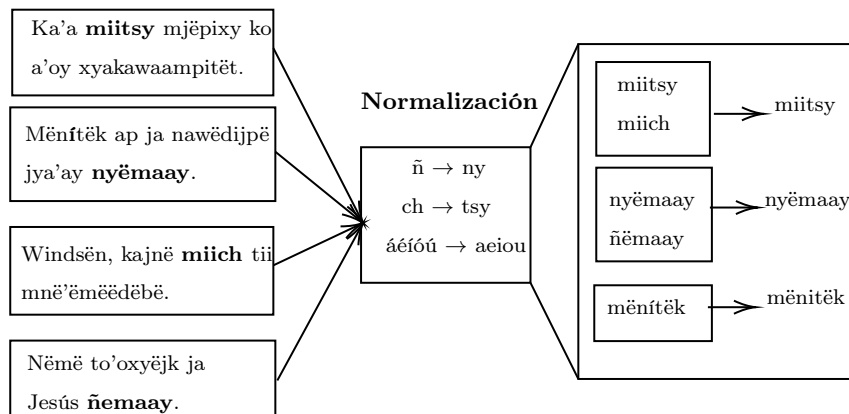 Ka'a miitsy mjëpixy ko
a'oy xyakawaampitët.
Mënítëk ap ja nawëdijpë
jya'ay nyëmaay.
Windsën, kajnë miich tii
mnë'ëmëëdëbë.
Nëmë to'oxyëjk ja
Jesús ñemaay.
Normalización
ñ → ny
ch → tsy
áéíóú → aeiou
miitsy
miich
miitsy
nyëmaay
ñëmaay
nyëmaay
mënítëk
mënitëk